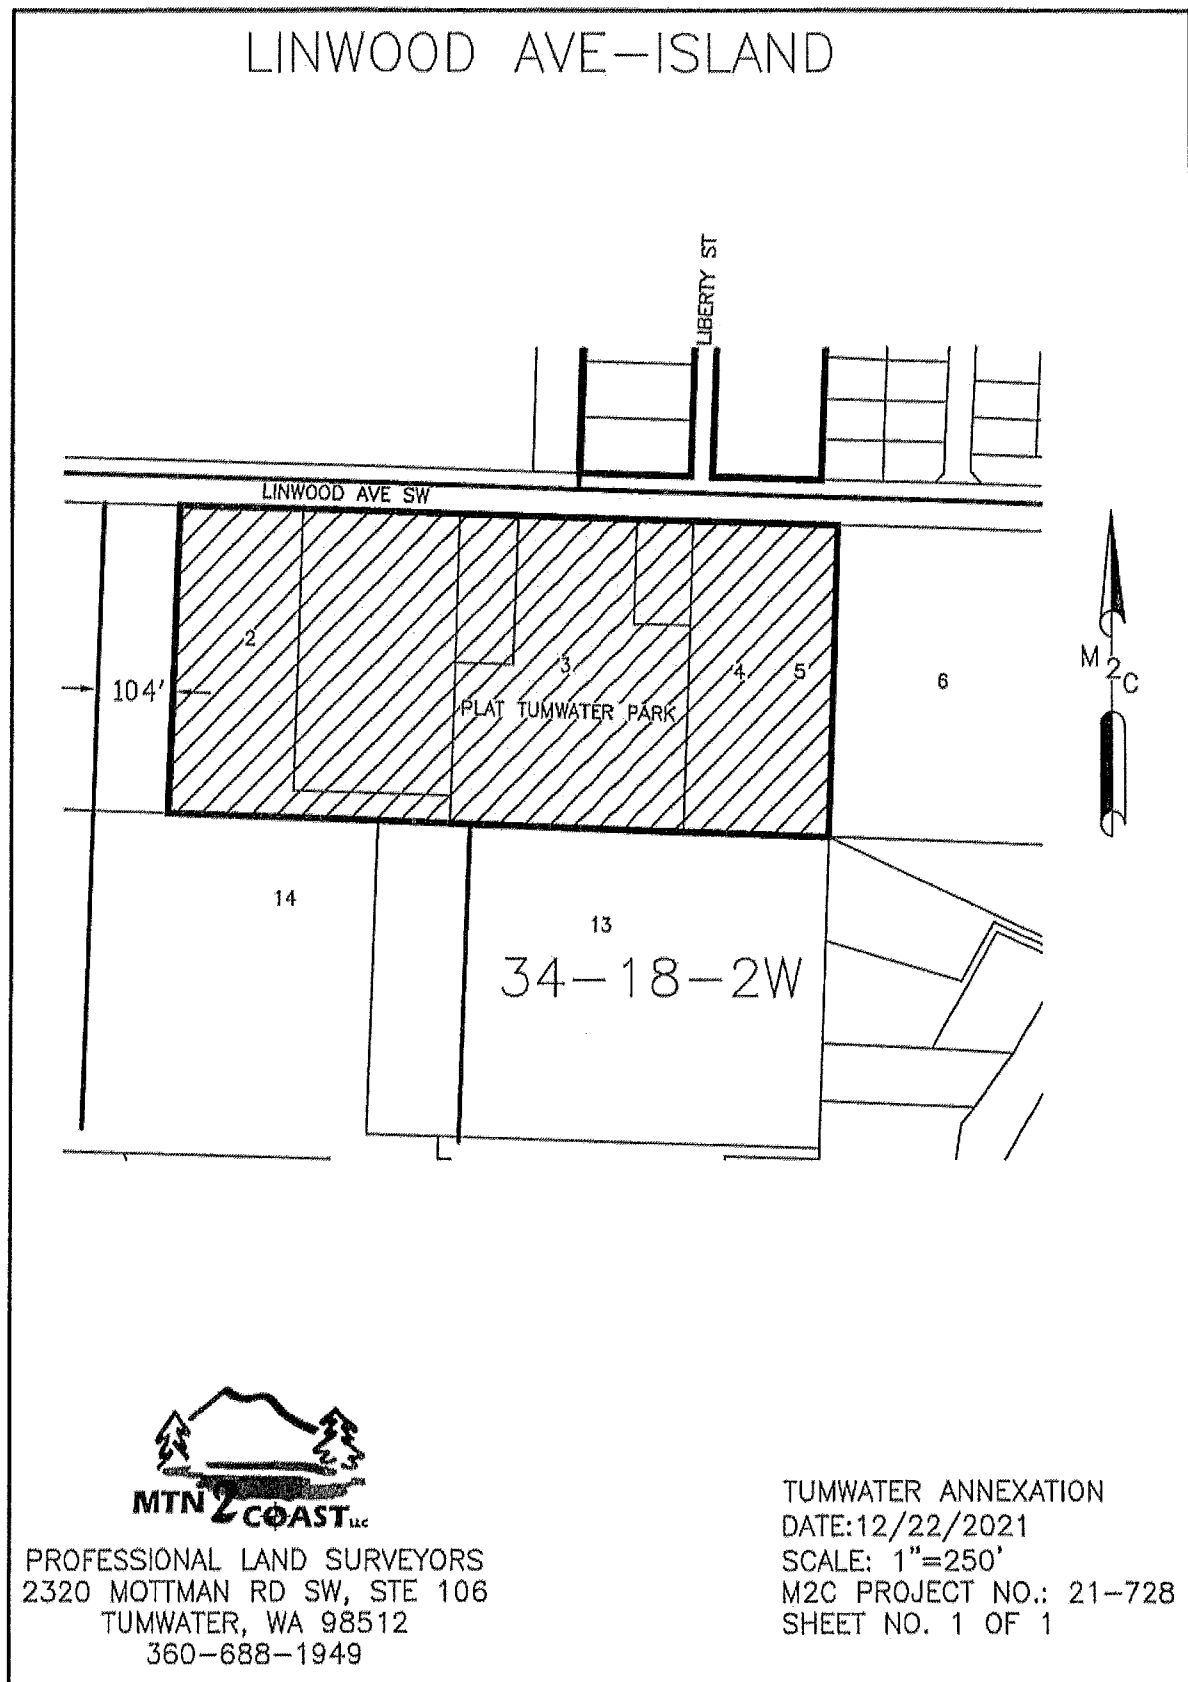 LINWOOD AVE-ISLAND
LIBERTY ST
LINWOOD AVE SW
2
3
4
5
6
104'
PLAT TUMWATER PARK
M2C
14
13
34-18-2W
MTN 2 COAST LLC
PROFESSIONAL LAND SURVEYORS
2320 MOTTMAN RD SW, STE 106
TUMWATER, WA 98512
360-688-1949
TUMWATER ANNEXATION
DATE:12/22/2021
SCALE: 1"=250'
M2C PROJECT NO.: 21-728
SHEET NO. 1 OF 1